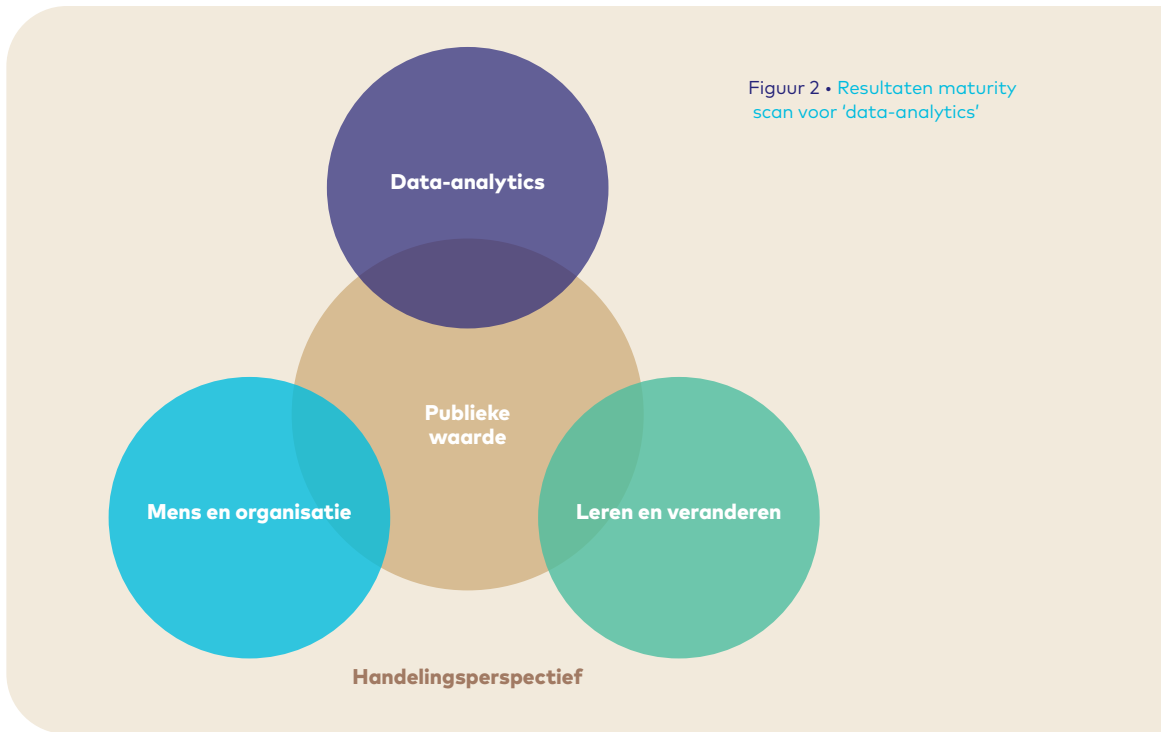 Figuur 2 • Resultaten maturity
scan voor ‘data-analytics’
Data-analytics
Publieke
waarde
Mens en organisatie
Leren en veranderen
Handelingsperspectief